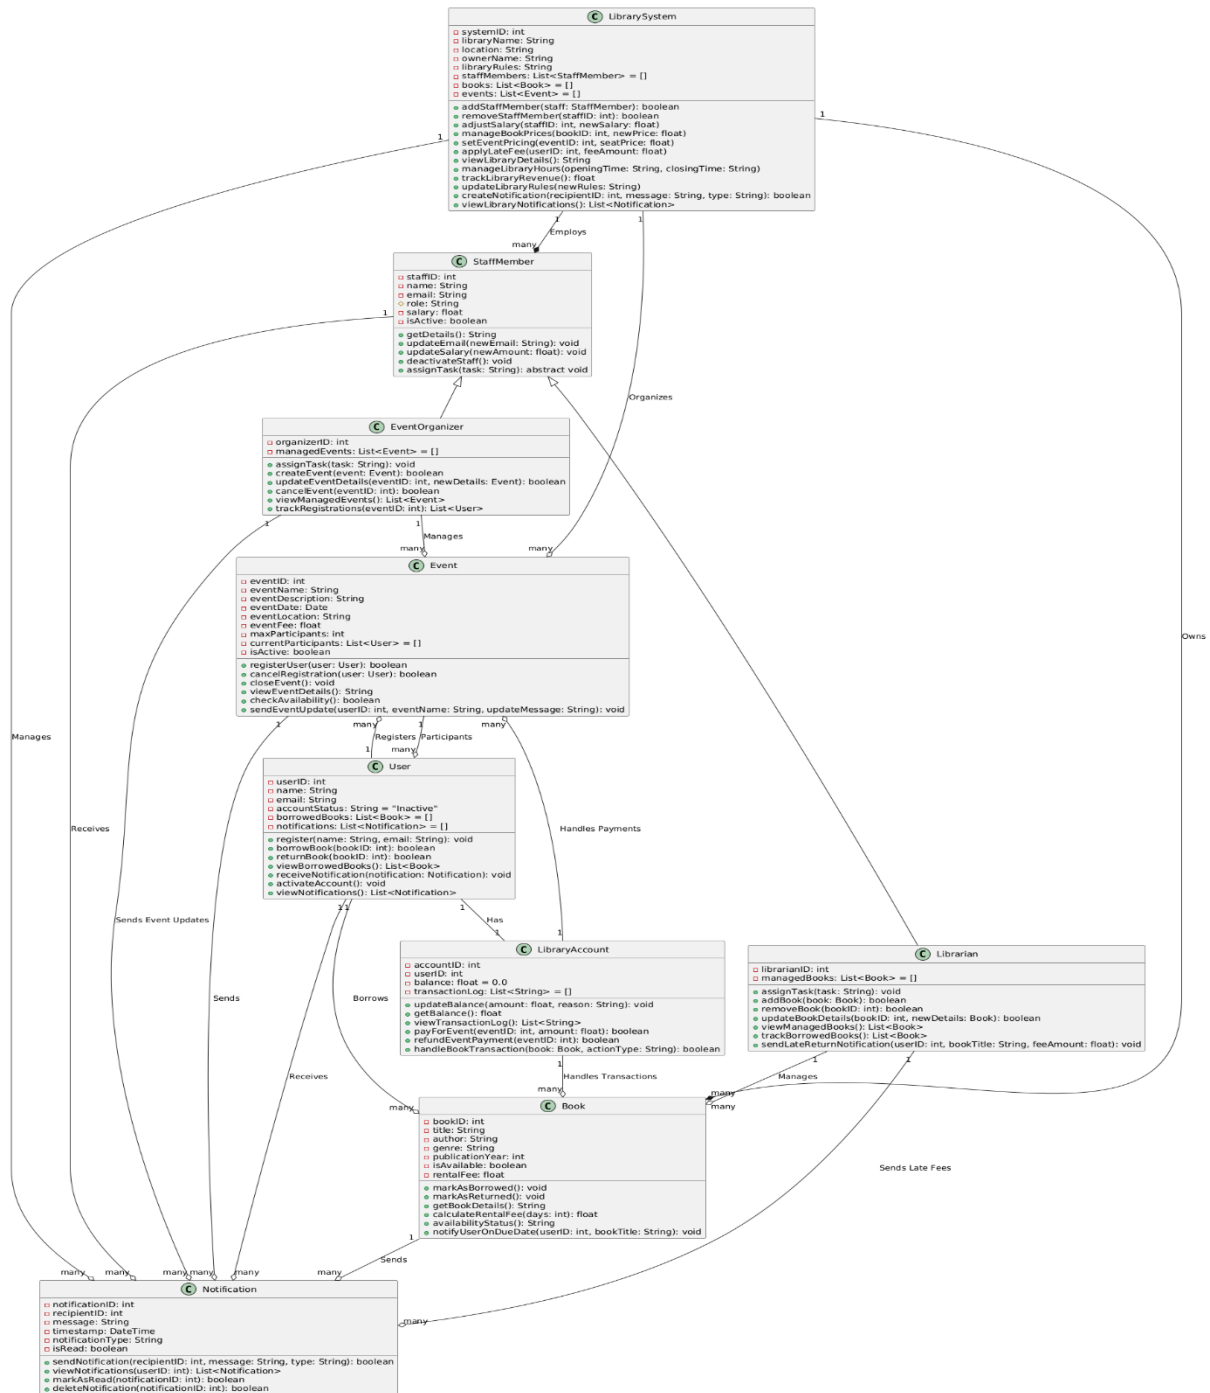 C LibrarySystem
systemID: int
libraryName: String
location: String
ownerName: String
libraryRules: String
staffMembers: List<StaffMember> = []
books: List<Book> = []
events: List<Event> = []
addStaffMember(staff: StaffMember): boolean
removeStaffMember(staffID: int): boolean
adjustSalary(staffID: int, newSalary: float)
manageBookPrices(bookID: int, newPrice: float)
setEventPricing(eventID: int, seatPrice: float)
applyLateFee(userID: int, feeAmount: float)
viewLibraryDetails(): String
manageLibraryHours(openingTime: String, closingTime: String)
trackLibraryRevenue(): float
updateLibraryRules(newRules: String)
createNotification(recipientID: int, message: String, type: String): boolean
viewLibraryNotifications(): List<Notification>
1
1
1
1
Employs
many
C StaffMember
staffID: int
name: String
email: String
role: String
salary: float
isActive: boolean
getDetails(): String
updateEmail(newEmail: String): void
updateSalary(newAmount: float): void
deactivateStaff(): void
assignTask(task: String): abstract void
1
Organizes
C EventOrganizer
organizerID: int
managedEvents: List<Event> = []
assignTask(task: String): void
createEvent(event: Event): boolean
updateEventDetails(eventID: int, newDetails: Event): boolean
cancelEvent(eventID: int): boolean
viewManagedEvents(): List<Event>
trackRegistrations(eventID: int): List<User>
1
1
Manages
many
many
C Event
eventID: int
eventName: String
eventDescription: String
eventDate: Date
eventLocation: String
eventFee: float
maxParticipants: int
currentParticipants: List<User> = []
isActive: boolean
registerUser(user: User): boolean
cancelRegistration(user: User): boolean
closeEvent(): void
viewEventDetails(): String
checkAvailability(): boolean
sendEventUpdate(userID: int, eventName: String, updateMessage: String): void
Owns
1
many
1
many
Manages
Registers
Participants
1
many
C User
userID: int
name: String
email: String
accountStatus: String = "Inactive"
borrowedBooks: List<Book> = []
notifications: List<Notification> = []
register(name: String, email: String): void
borrowBook(bookID: int): boolean
returnBook(bookID: int): boolean
viewBorrowedBooks(): List<Book>
receiveNotification(notification: Notification): void
activateAccount(): void
viewNotifications(): List<Notification>
Receives
Handles Payments
1
1
1
Sends Event Updates
Has
1
1
C LibraryAccount
accountID: int
userID: int
balance: float = 0.0
transactionLog: List<String> = []
updateBalance(amount: float, reason: String): void
getBalance(): float
viewTransactionLog(): List<String>
payForEvent(eventID: int, amount: float): boolean
refundEventPayment(eventID: int): boolean
handleBookTransaction(book: Book, actionType: String): boolean
C Librarian
librarianID: int
managedBooks: List<Book> = []
assignTask(task: String): void
addBook(book: Book): boolean
removeBook(bookID: int): boolean
updateBookDetails(bookID: int, newDetails: Book): boolean
viewManagedBooks(): List<Book>
trackBorrowedBooks(): List<Book>
sendLateReturnNotification(userID: int, bookTitle: String, feeAmount: float): void
Sends
Borrows
1
1
1
Receives
Handles Transactions
Manages
many
many
many
many
C Book
bookID: int
title: String
author: String
genre: String
publicationYear: int
isAvailable: boolean
rentalFee: float
markAsBorrowed(): void
markAsReturned(): void
getBookDetails(): String
calculateRentalFee(days: int): float
availabilityStatus(): String
notifyUserOnDueDate(userID: int, bookTitle: String): void
Sends Late Fees
1
Sends
many
many
many
many
many
many
C Notification
notificationID: int
recipientID: int
message: String
timestamp: DateTime
notificationType: String
isRead: boolean
sendNotification(recipientID: int, message: String, type: String): boolean
viewNotifications(userID: int): List<Notification>
markAsRead(notificationID: int): boolean
deleteNotification(notificationID: int): boolean
many